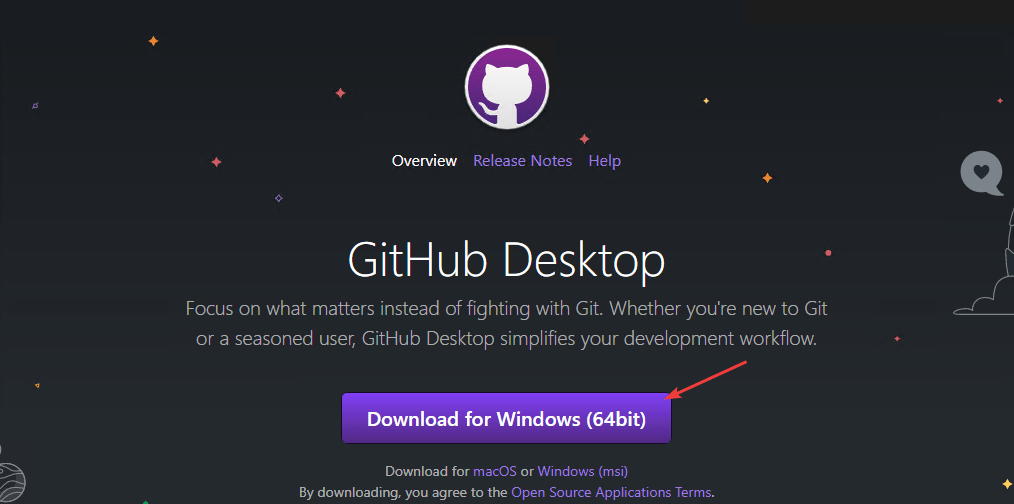 Overview Release Notes Help
GitHub Desktop
Focus on what matters instead of fighting with Git. Whether you're new to Git
or a seasoned user, GitHub Desktop simplifies your development workflow.
Download for Windows (64bit)
Download for macOS or Windows (msi)
By downloading, you agree to the Open Source Applications Terms.